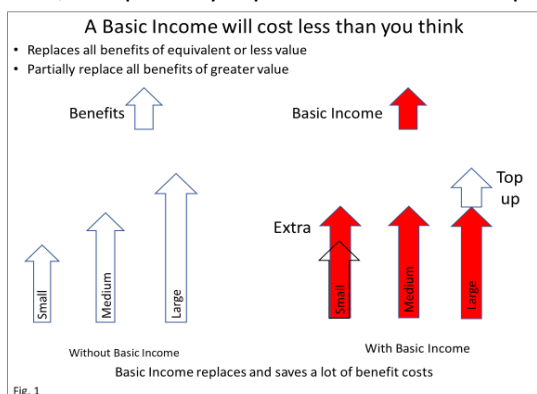 A Basic Income will cost less than you think
• Replaces all benefits of equivalent or less value
• Partially replace all benefits of greater value
Benefits
Basic Income
Top
up
Extra
Small
Medium
Large
Small
Medium
Large
Without Basic Income
With Basic Income
Basic Income replaces and saves a lot of benefit costs
Fig. 1